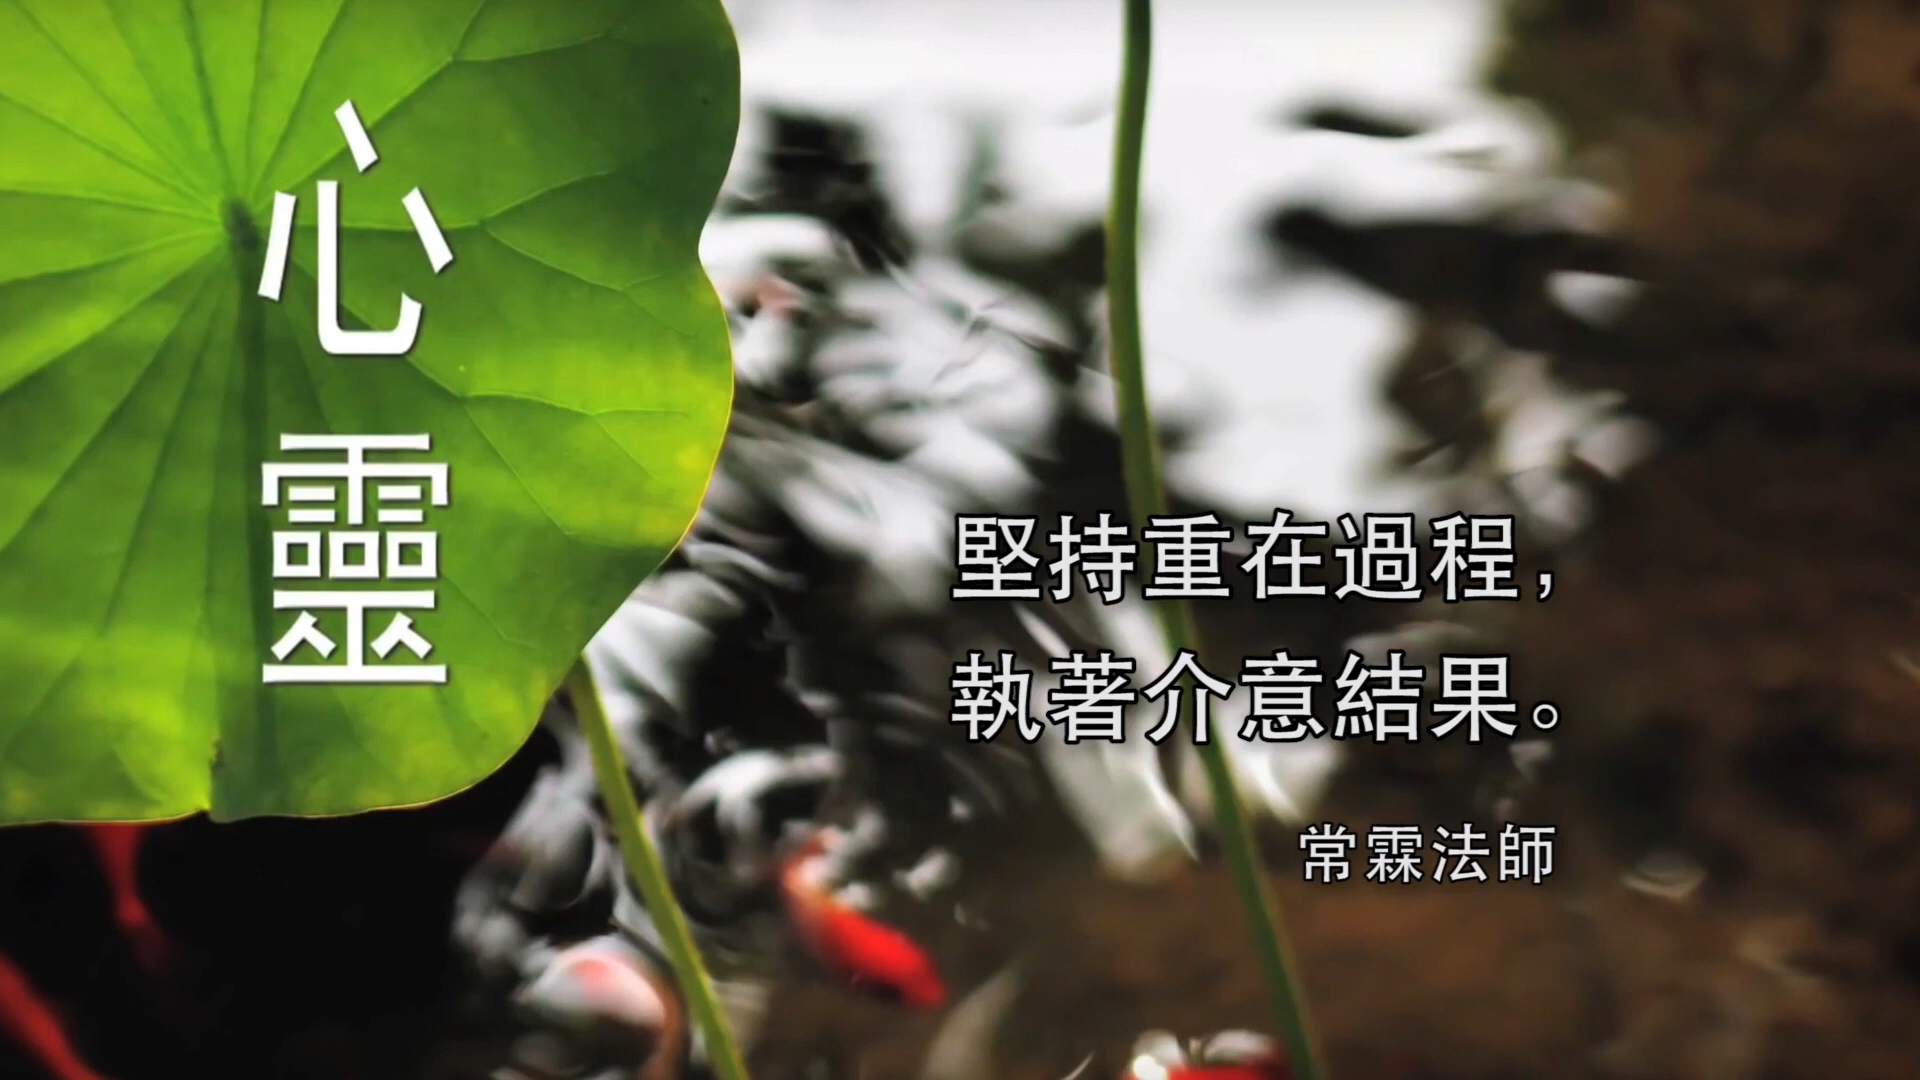 心靈
堅持重在過程，
執著介意結果。
常霖法師